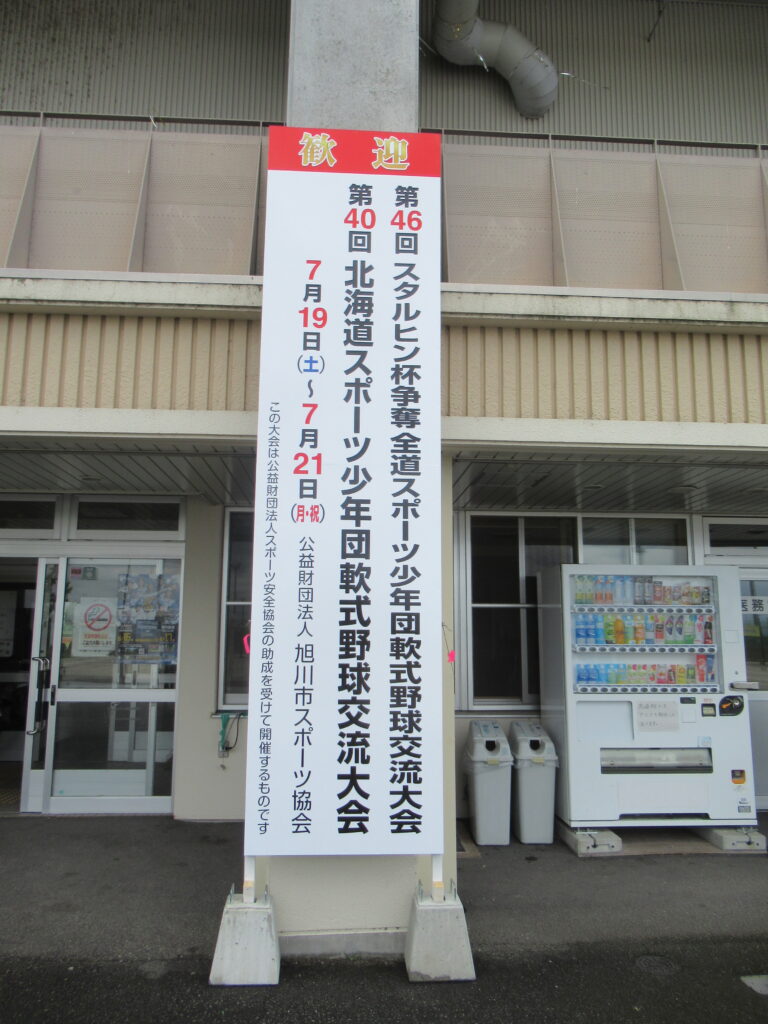 歓迎
第46回 スタルヒン杯争奪 全道スポーツ少年団軟式野球交流大会
第40回 北海道スポーツ少年団軟式野球交流大会
7月19日(土)～7月21日(月・祝)
公益財団法人 旭川市スポーツ協会
この大会は公益財団法人スポーツ安全協会の助成を受けて開催するものです
医務